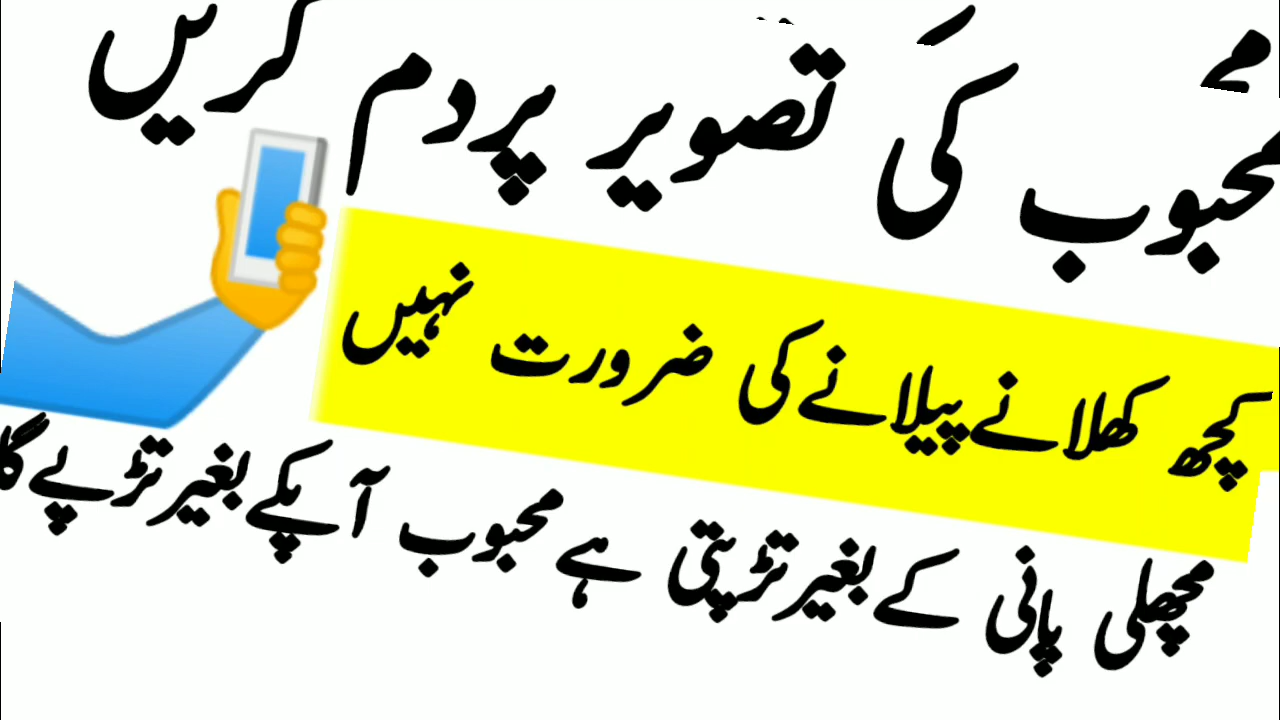 محبوب کی تصویر پر دم کریں
کچھ کھلانے پیلانے کی ضرورت نہیں
مچھلی پانی کے بغیر تڑپتی ہے محبوب آپکے بغیر تڑپے گا